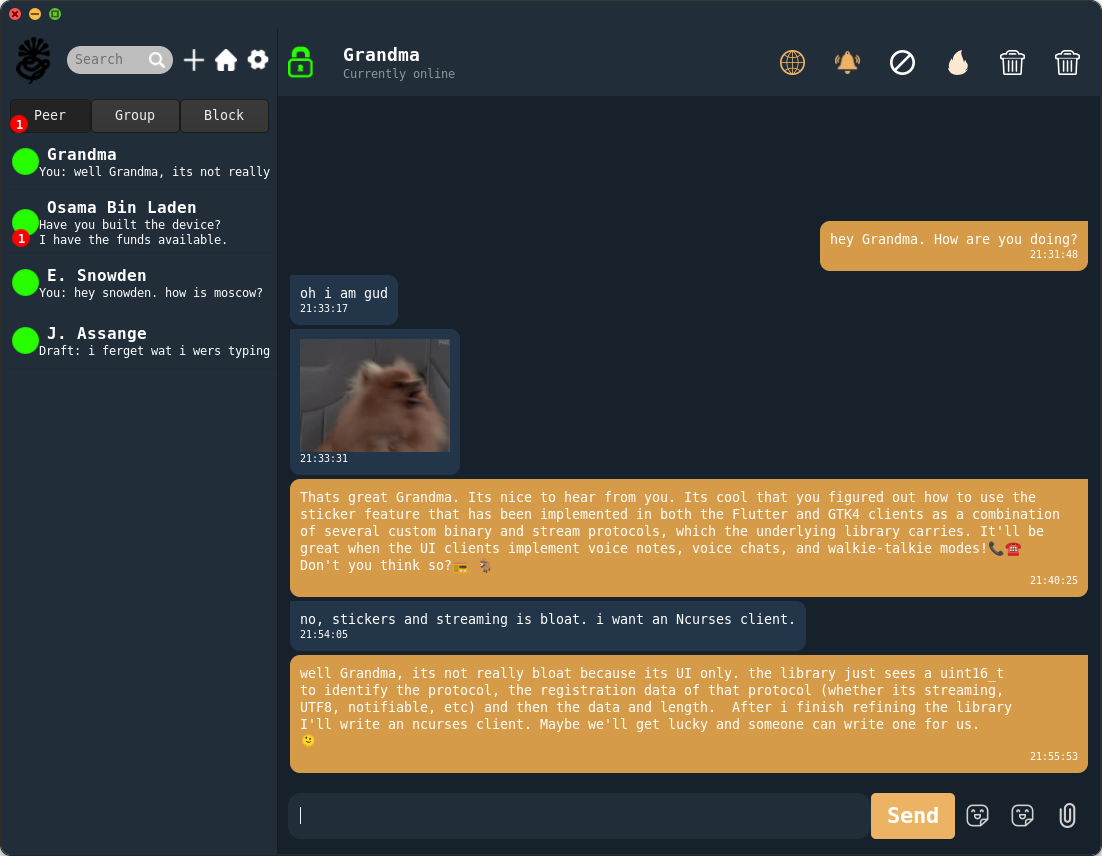 Search
Peer
Group
Block
1
Grandma
You: well Grandma, its not really
Osama Bin Laden
Have you built the device?
I have the funds available.
1
E. Snowden
You: hey snowden. how is moscow?
J. Assange
Draft: i ferget wat i wers typing
Grandma
Currently online
hey Grandma. How are you doing?
21:31:48
oh i am gud
21:33:17
21:33:31
Thats great Grandma. Its nice to hear from you. Its cool that you figured out how to use the
sticker feature that has been implemented in both the Flutter and GTK4 clients as a combination
of several custom binary and stream protocols, which the underlying library carries. It'll be
great when the UI clients implement voice notes, voice chats, and walkie-talkie modes!📞☎️
Don't you think so?📻 🐐
21:40:25
no, stickers and streaming is bloat. i want an Ncurses client.
21:54:05
well Grandma, its not really bloat because its UI only. the library just sees a uint16_t
to identify the protocol, the registration data of that protocol (whether its streaming,
UTF8, notifiable, etc) and then the data and length.  After i finish refining the library
I'll write an ncurses client. Maybe we'll get lucky and someone can write one for us.
🙂
21:55:53
Send